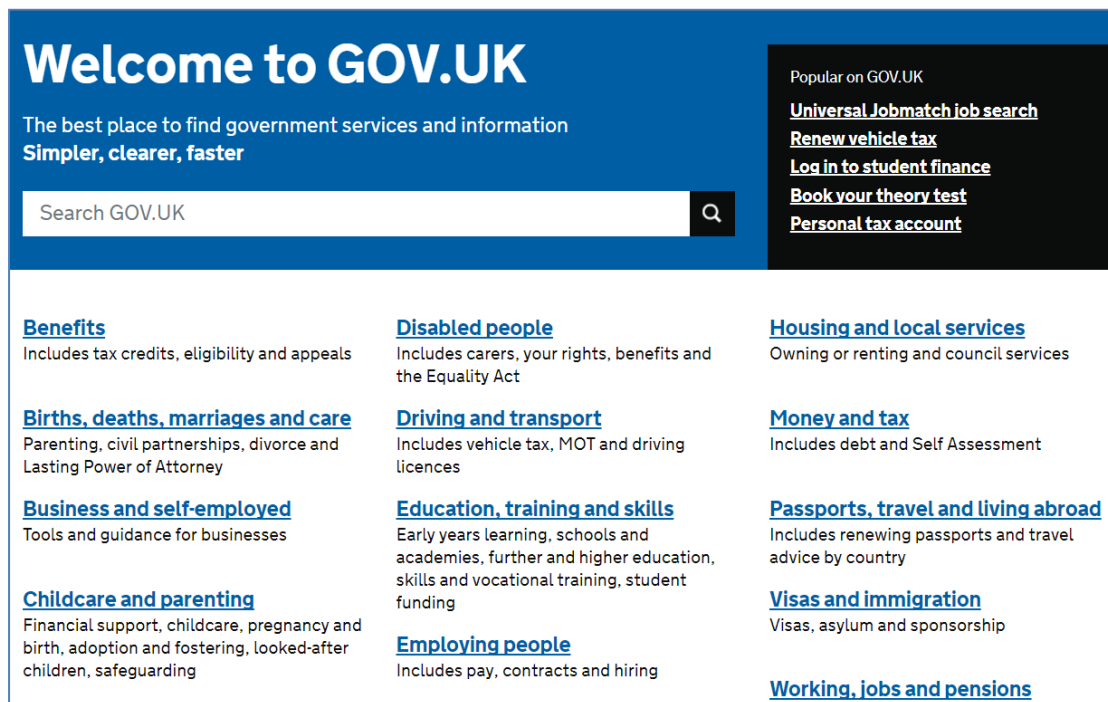 Welcome to GOV.UK
The best place to find government services and information
Simpler, clearer, faster
Search GOV.UK
Popular on GOV.UK
Universal Jobmatch job search
Renew vehicle tax
Log in to student finance
Book your theory test
Personal tax account
Benefits
Includes tax credits, eligibility and appeals
Births, deaths, marriages and care
Parenting, civil partnerships, divorce and
Lasting Power of Attorney
Business and self-employed
Tools and guidance for businesses
Childcare and parenting
Financial support, childcare, pregnancy and
birth, adoption and fostering, looked-after
children, safeguarding
Disabled people
Includes carers, your rights, benefits and
the Equality Act
Driving and transport
Includes vehicle tax, MOT and driving
licences
Education, training and skills
Early years learning, schools and
academies, further and higher education,
skills and vocational training, student
funding
Employing people
Includes pay, contracts and hiring
Housing and local services
Owning or renting and council services
Money and tax
Includes debt and Self Assessment
Passports, travel and living abroad
Includes renewing passports and travel
advice by country
Visas and immigration
Visas, asylum and sponsorship
Working, jobs and pensions